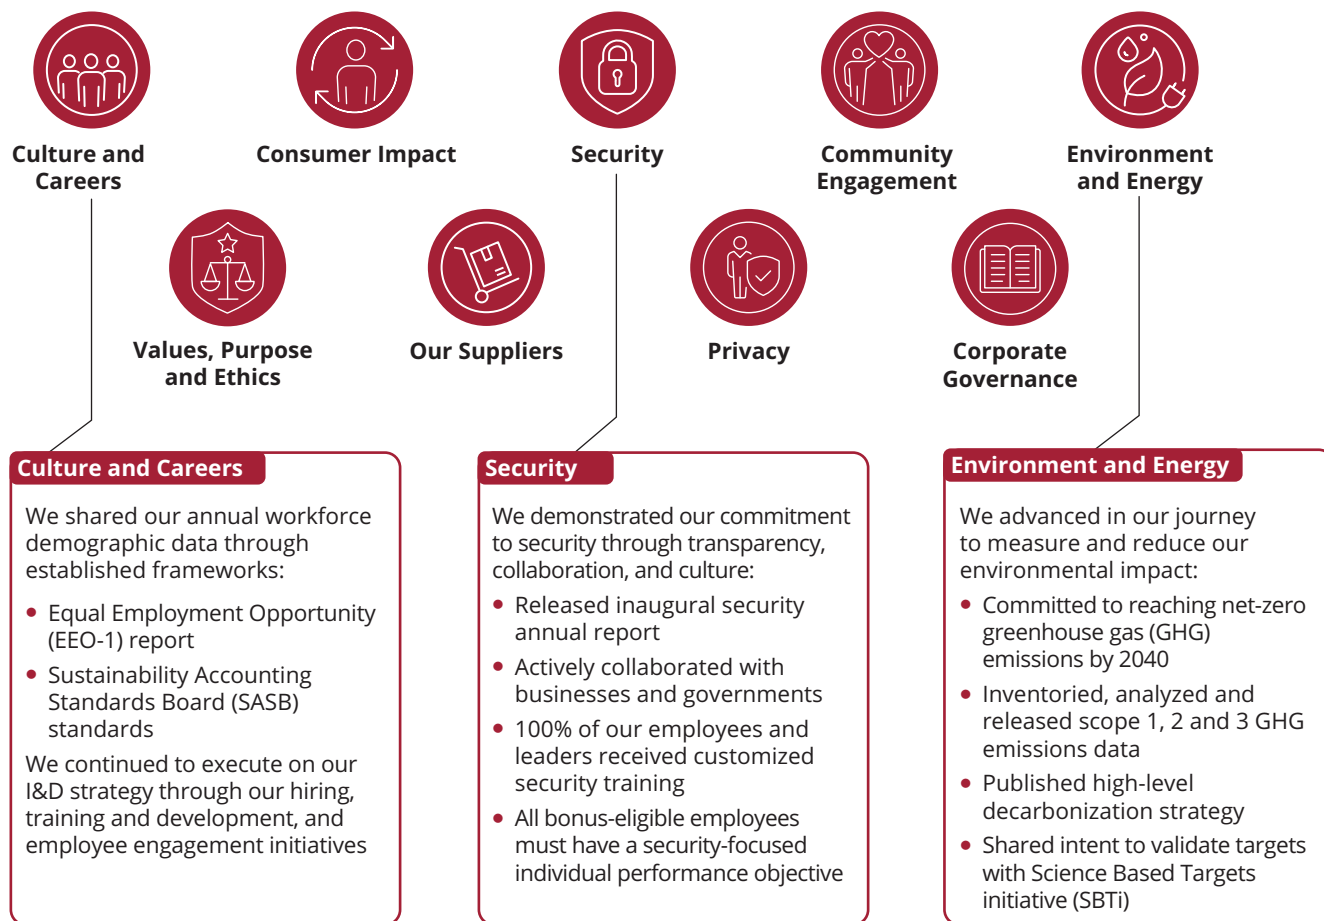 Culture and
Careers
Consumer Impact
Security
Community
Engagement
Environment
and Energy
Values, Purpose
and Ethics
Our Suppliers
Privacy
Corporate
Governance
Culture and Careers
We shared our annual workforce
demographic data through
established frameworks:
• Equal Employment Opportunity
(EEO-1) report
• Sustainability Accounting
Standards Board (SASB)
standards
We continued to execute on our
I&D strategy through our hiring,
training and development, and
employee engagement initiatives
Security
We demonstrated our commitment
to security through transparency,
collaboration, and culture:
• Released inaugural security
annual report
• Actively collaborated with
businesses and governments
• 100% of our employees and
leaders received customized
security training
• All bonus-eligible employees
must have a security-focused
individual performance objective
Environment and Energy
We advanced in our journey
to measure and reduce our
environmental impact:
• Committed to reaching net-zero
greenhouse gas (GHG)
emissions by 2040
• Inventoried, analyzed and
released scope 1, 2 and 3 GHG
emissions data
• Published high-level
decarbonization strategy
• Shared intent to validate targets
with Science Based Targets
initiative (SBTi)